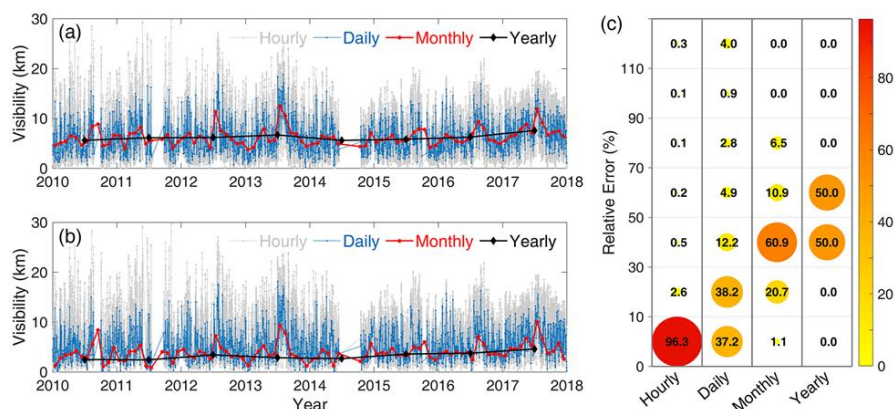 (a)
Hourly Daily Monthly Yearly
Visibility (km)
30
20
10
0
2010 2011 2012 2013 2014 2015 2016 2017 2018
(b)
Hourly Daily Monthly Yearly
Visibility (km)
30
20
10
0
2010 2011 2012 2013 2014 2015 2016 2017 2018
Year
(c)
Relative Error (%)
0.3 4.0 0.0 0.0
110
0.1 0.9 0.0 0.0
90
0.1 2.8 6.5 0.0
70
0.2 4.9 10.9 50.0
50
0.5 12.2 60.9 50.0
30
2.6 38.2 20.7 0.0
10
96.3 37.2 1.1 0.0
0
Hourly Daily Monthly Yearly
80
60
40
20
0